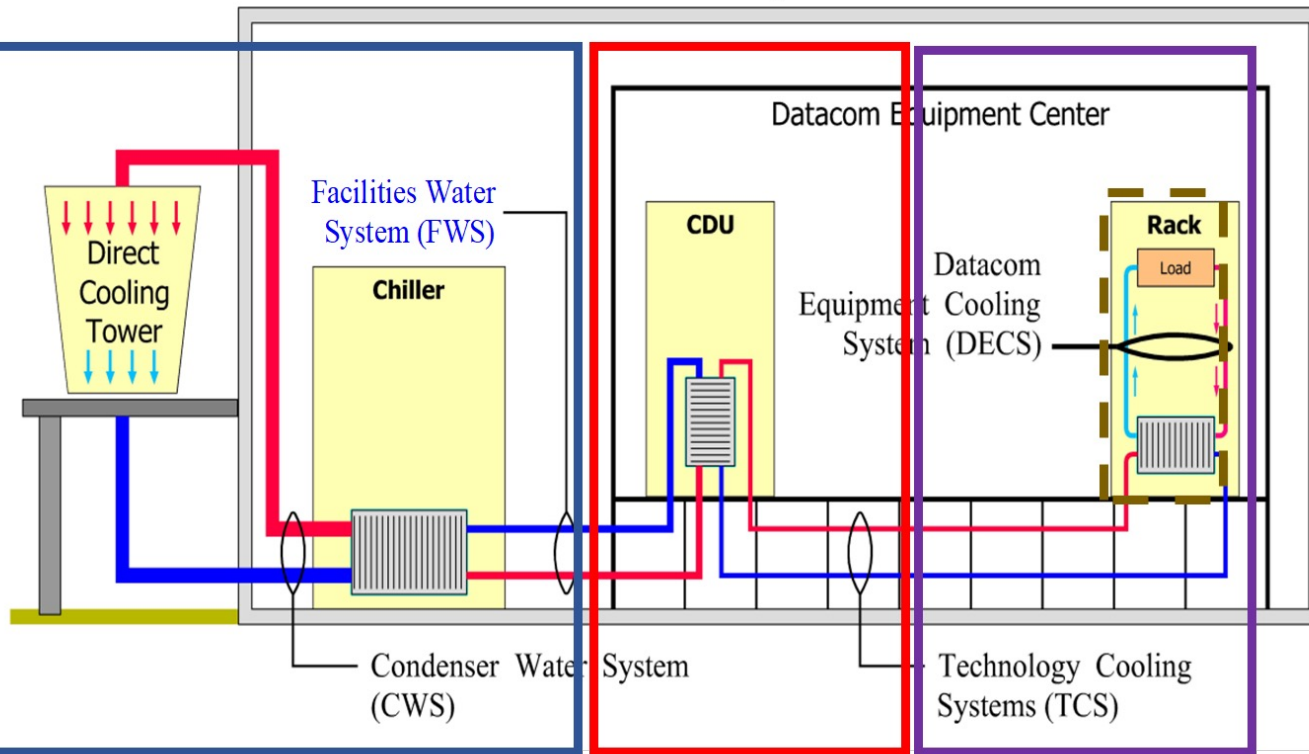 Datacom Equipment Center
Direct
Cooling
Tower
Facilities Water
System (FWS)
Chiller
CDU
Datacom
Equipment Cooling
System (DECS)
Rack
Load
Condenser Water System
(CWS)
Technology Cooling
Systems (TCS)